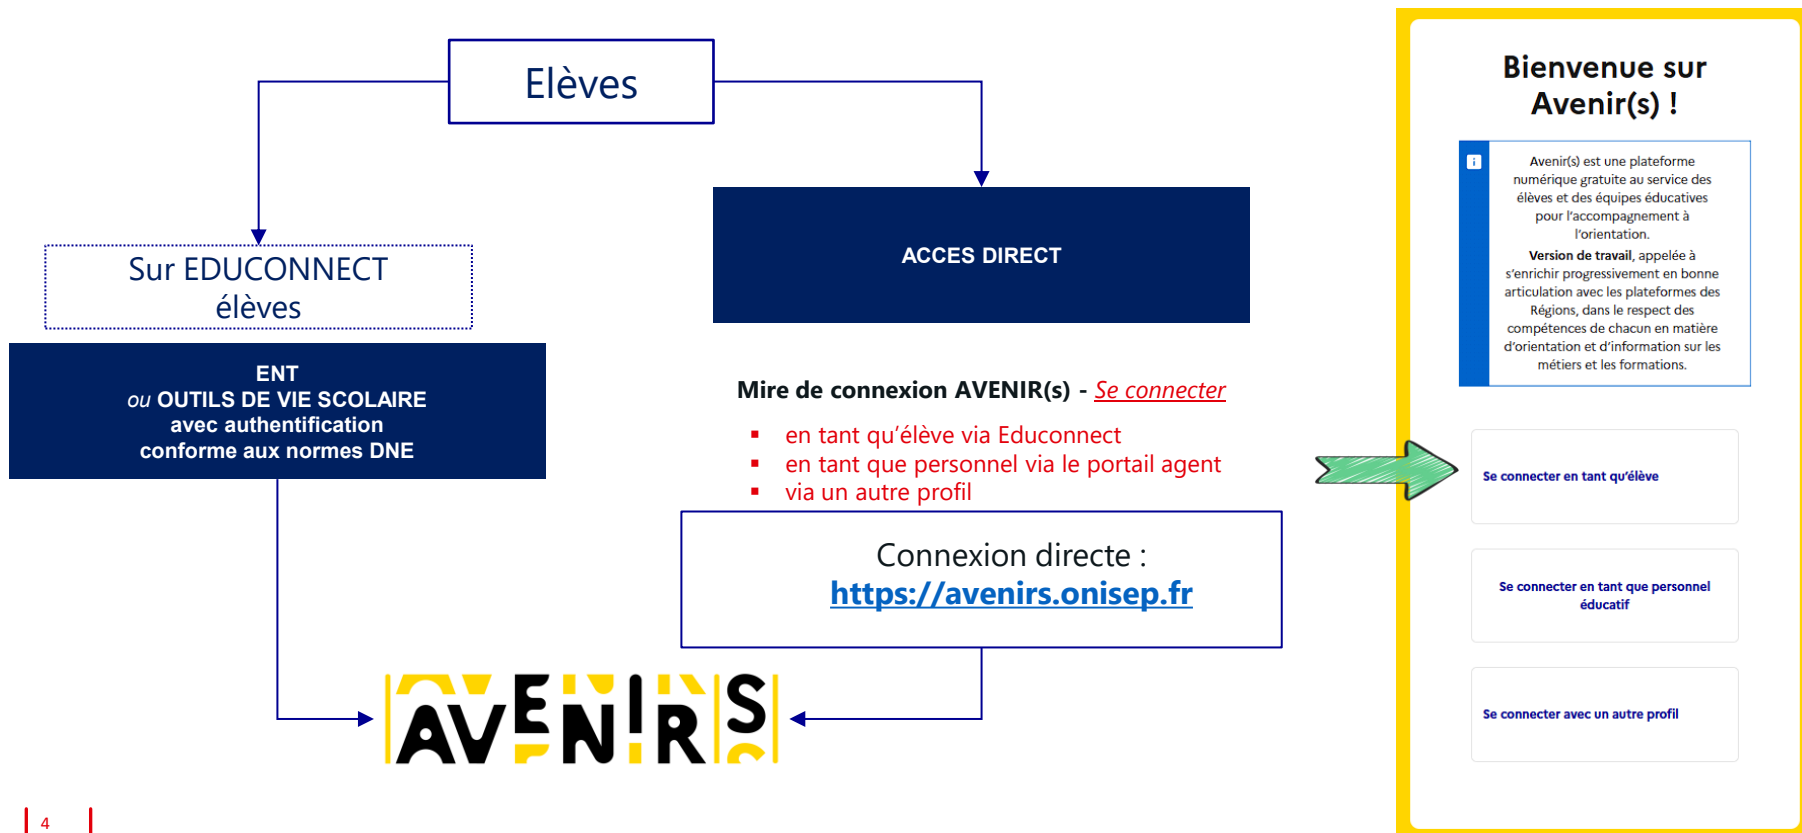 Elèves
Sur EDUCONNECT
élèves
ENT
ou OUTILS DE VIE SCOLAIRE
avec authentification
conforme aux normes DNE
ACCES DIRECT
Mire de connexion AVENIR(s) - Se connecter
▪ en tant qu’élève via Educonnect
▪ en tant que personnel via le portail agent
▪ via un autre profil
Connexion directe :
https://avenirs.onisep.fr
AVENIRS
Bienvenue sur
Avenir(s) !
i
Avenir(s) est une plateforme
numérique gratuite au service des
élèves et des équipes éducatives
pour l’accompagnement à
l’orientation.
Version de travail, appelée à
s’enrichir progressivement en bonne
articulation avec les plateformes des
Régions, dans le respect des
compétences de chacun en matière
d’orientation et d’information sur les
métiers et les formations.
Se connecter en tant qu’élève
Se connecter en tant que personnel
éducatif
Se connecter avec un autre profil
4